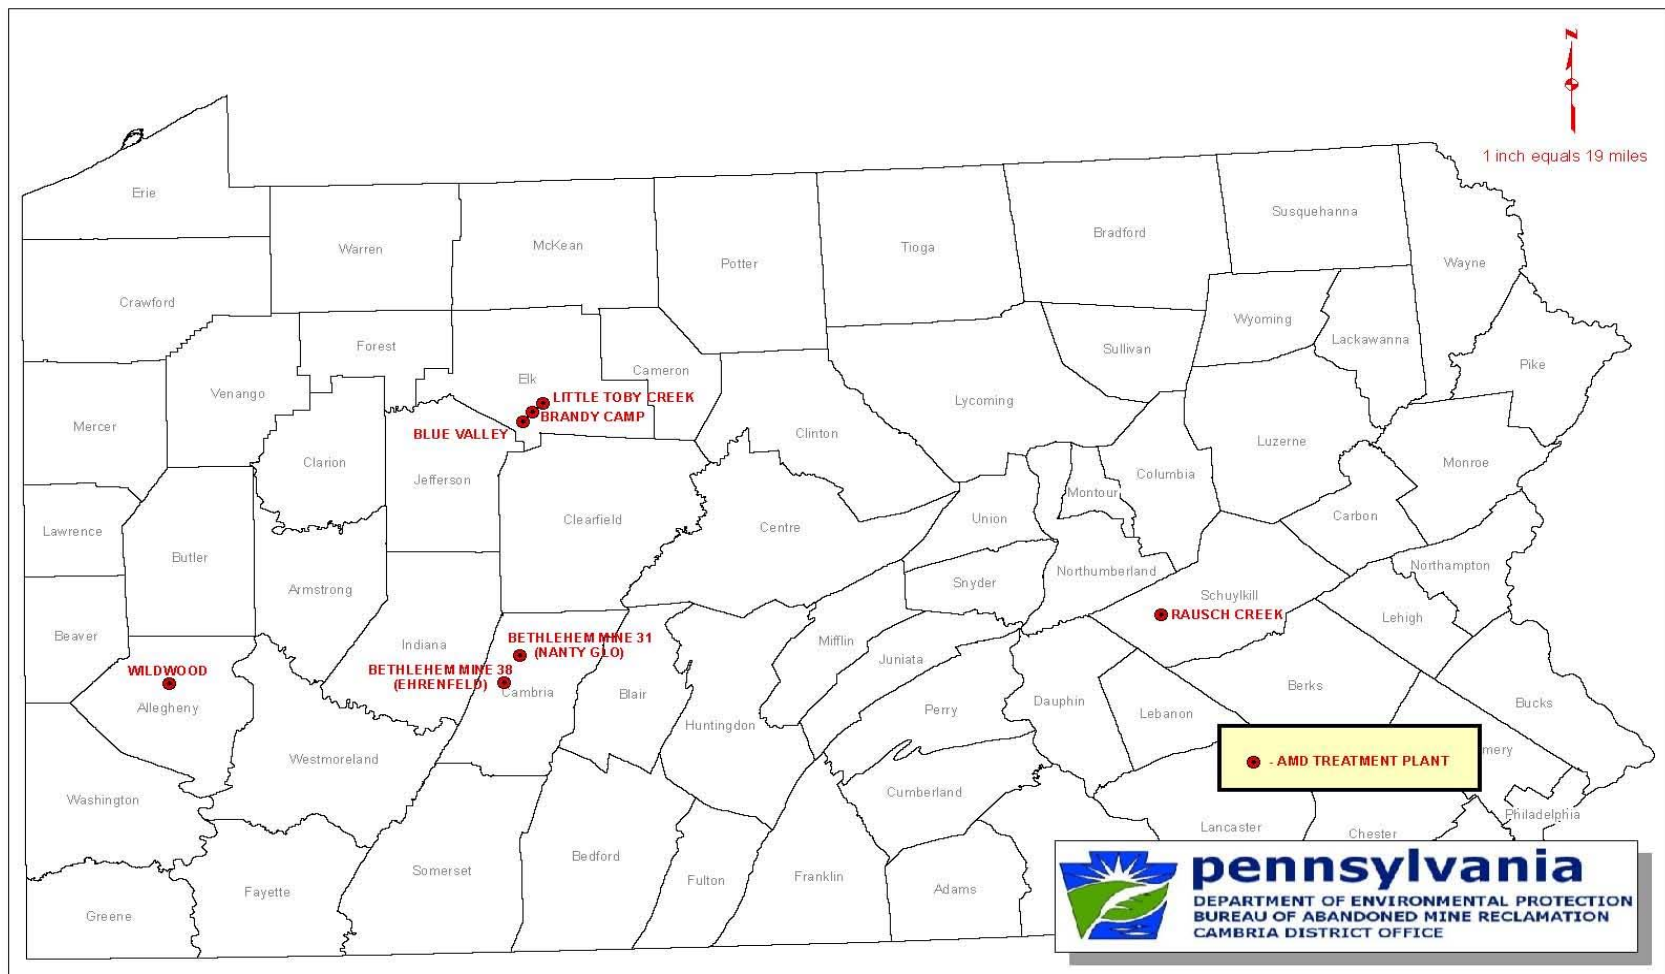 Z
1 inch equals 19 miles
Erie
Warren
McKean
Potter
Tioga
Bradford
Susquehanna
Wayne
Crawford
Forest
Elk
Cameron
Sullivan
Wyoming
Lackawanna
Pike
Venango
Mercer
LITTLE TOBY CREEK
BRANDY CAMP
BLUE VALLEY
Lycoming
Clinton
Luzerne
Monroe
Clarion
Jefferson
Columbia
Montour
Clearfield
Centre
Union
Carbon
Lawrence
Butler
Armstrong
Snyder
Northumberland
Northampton
Schuylkill
RAUSCH CREEK
Lehigh
Beaver
Indiana
BETHLEHEM MINE 31
(NANTY GLO)
BETHLEHEM MINE 38
(EHRENFELD)
Cambria
Blair
Mifflin
Juniata
WILDWOOD
Allegheny
Huntingdon
Perry
Dauphin
Lebanon
Berks
Bucks
Westmoreland
- AMD TREATMENT PLANT
mery
Washington
Cumberland
Lancaster
Chester
Philadelphia
Somerset
Bedford
Fulton
Franklin
Adams
Fayette
Greene
pennsylvania
DEPARTMENT OF ENVIRONMENTAL PROTECTION
BUREAU OF ABANDONED MINE RECLAMATION
CAMBRIA DISTRICT OFFICE